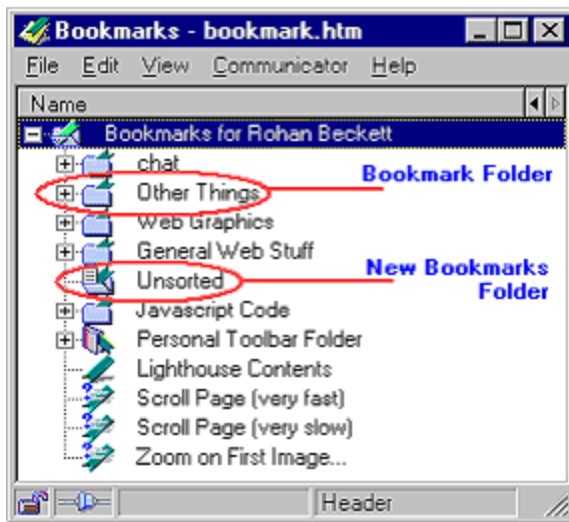 Bookmarks - bookmark.htm
File Edit View Communicator Help
Name
Bookmarks for Rohan Beckett
chat
Bookmark Folder
Other Things
Web Graphics
General Web Stuff
New Bookmarks
Unsorted
Folder
Javascript Code
Personal Toolbar Folder
Lighthouse Contents
Scroll Page (very fast)
Scroll Page (very slow)
Zoom on First Image...
Header